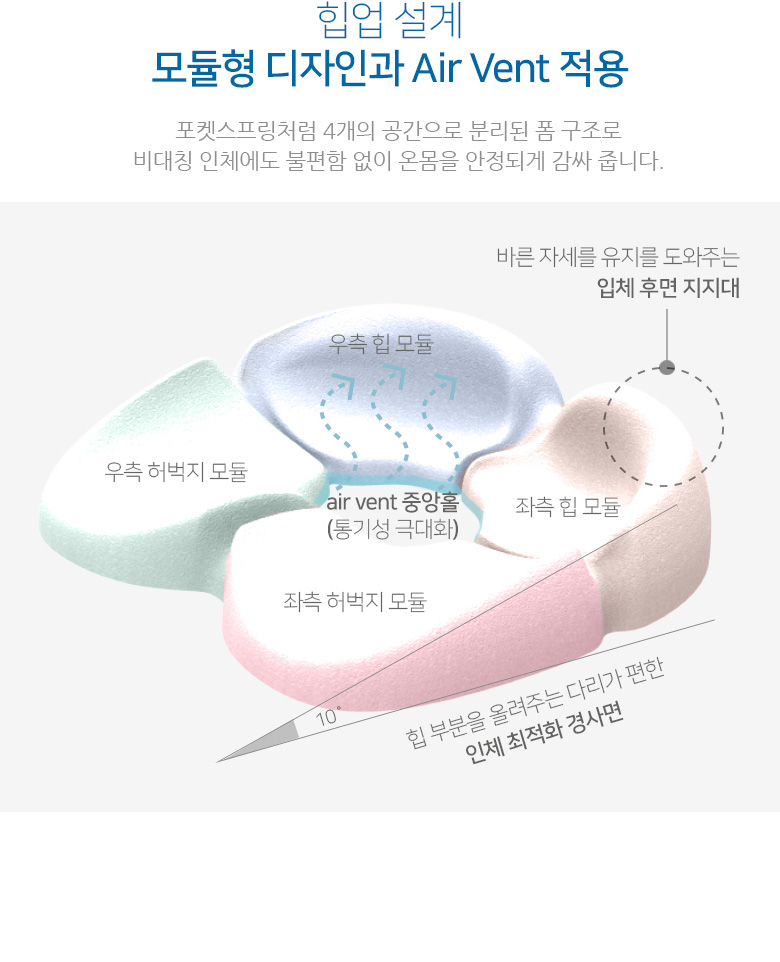 힙업 설계
모듈형 디자인과 Air Vent 적용
포켓스프링처럼 4개의 공간으로 분리된 폼 구조로
비대칭 인체에도 불편함 없이 온몸을 안정되게 감싸 줍니다.
바른 자세를 유지를 도와주는
입체 후면 지지대
우측 힙 모듈
우측 허벅지 모듈
air vent 중앙홀
(통기성 극대화)
좌측 힙 모듈
좌측 허벅지 모듈
10°
힙 부분을 올려주는 다리가 편한
인체 최적화 경사면